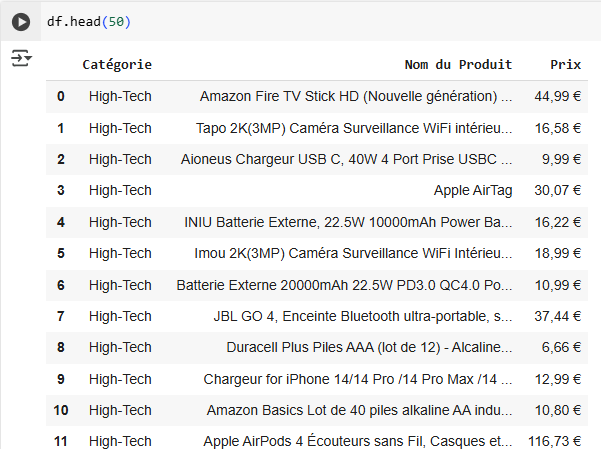 df.head(50)
Catégorie Nom du Produit Prix
0 High-Tech Amazon Fire TV Stick HD (Nouvelle génération) ... 44,99 €
1 High-Tech Tapo 2K(3MP) Caméra Surveillance WiFi intérieu... 16,58 €
2 High-Tech Aioneus Chargeur USB C, 40W 4 Port Prise USBC ... 9,99 €
3 High-Tech Apple AirTag 30,07 €
4 High-Tech INIU Batterie Externe, 22.5W 10000mAh Power Ba... 16,22 €
5 High-Tech Imou 2K(3MP) Caméra Surveillance WiFi Intérieu... 18,99 €
6 High-Tech Batterie Externe 20000mAh 22.5W PD3.0 QC4.0 Po... 10,99 €
7 High-Tech JBL GO 4, Enceinte Bluetooth ultra-portable, s... 37,44 €
8 High-Tech Duracell Plus Piles AAA (lot de 12) - Alcaline... 6,66 €
9 High-Tech Chargeur for iPhone 14/14 Pro /14 Pro Max /14 ... 12,99 €
10 High-Tech Amazon Basics Lot de 40 piles alkaline AA indu... 10,80 €
11 High-Tech Apple AirPods 4 Écouteurs sans Fil, Casques et... 116,73 €